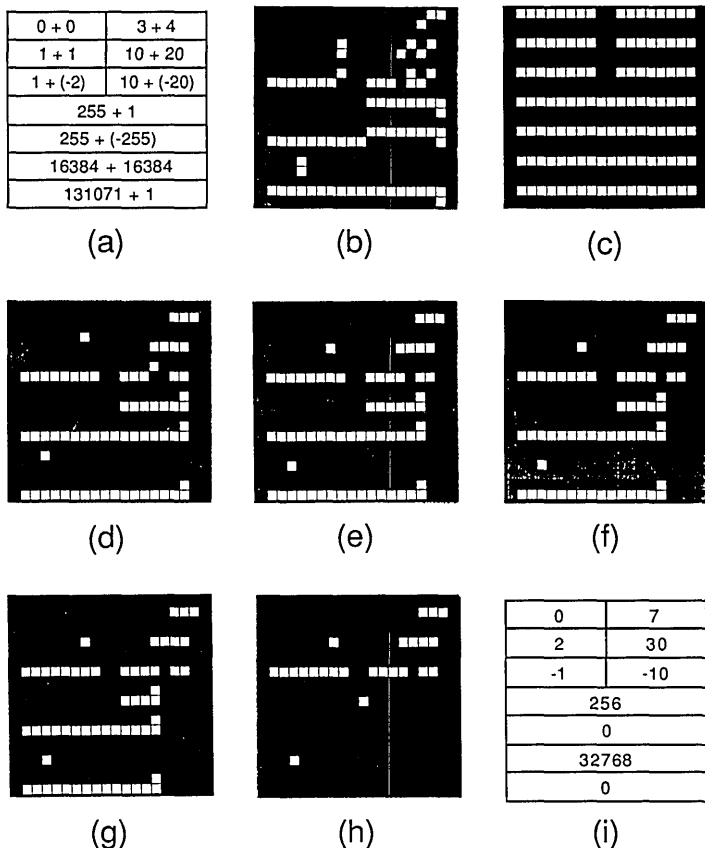 0 + 0 3 + 4
1 + 1 10 + 20
1 + (-2) 10 + (-20)
255 + 1
255 + (-255)
16384 + 16384
131071 + 1
(a) (b) (c)
(d) (e) (f)
0 7
2 30
-1 -10
256
0
32768
0
(g) (h) (i)